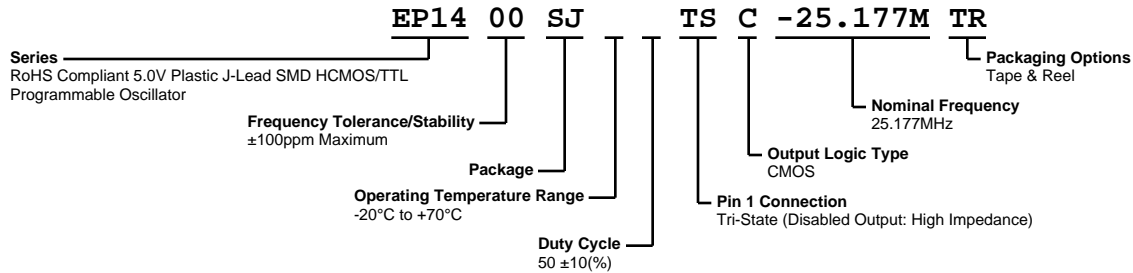 EP14 00 SJ TS C -25.177M TR
Series
RoHS Compliant 5.0V Plastic J-Lead SMD HCMOS/TTL
Programmable Oscillator
Packaging Options
Tape & Reel
Nominal Frequency
25.177MHz
Frequency Tolerance/Stability
±100ppm Maximum
Output Logic Type
CMOS
Package
Operating Temperature Range
-20°C to +70°C
Pin 1 Connection
Tri-State (Disabled Output: High Impedance)
Duty Cycle
50 ±10(%)